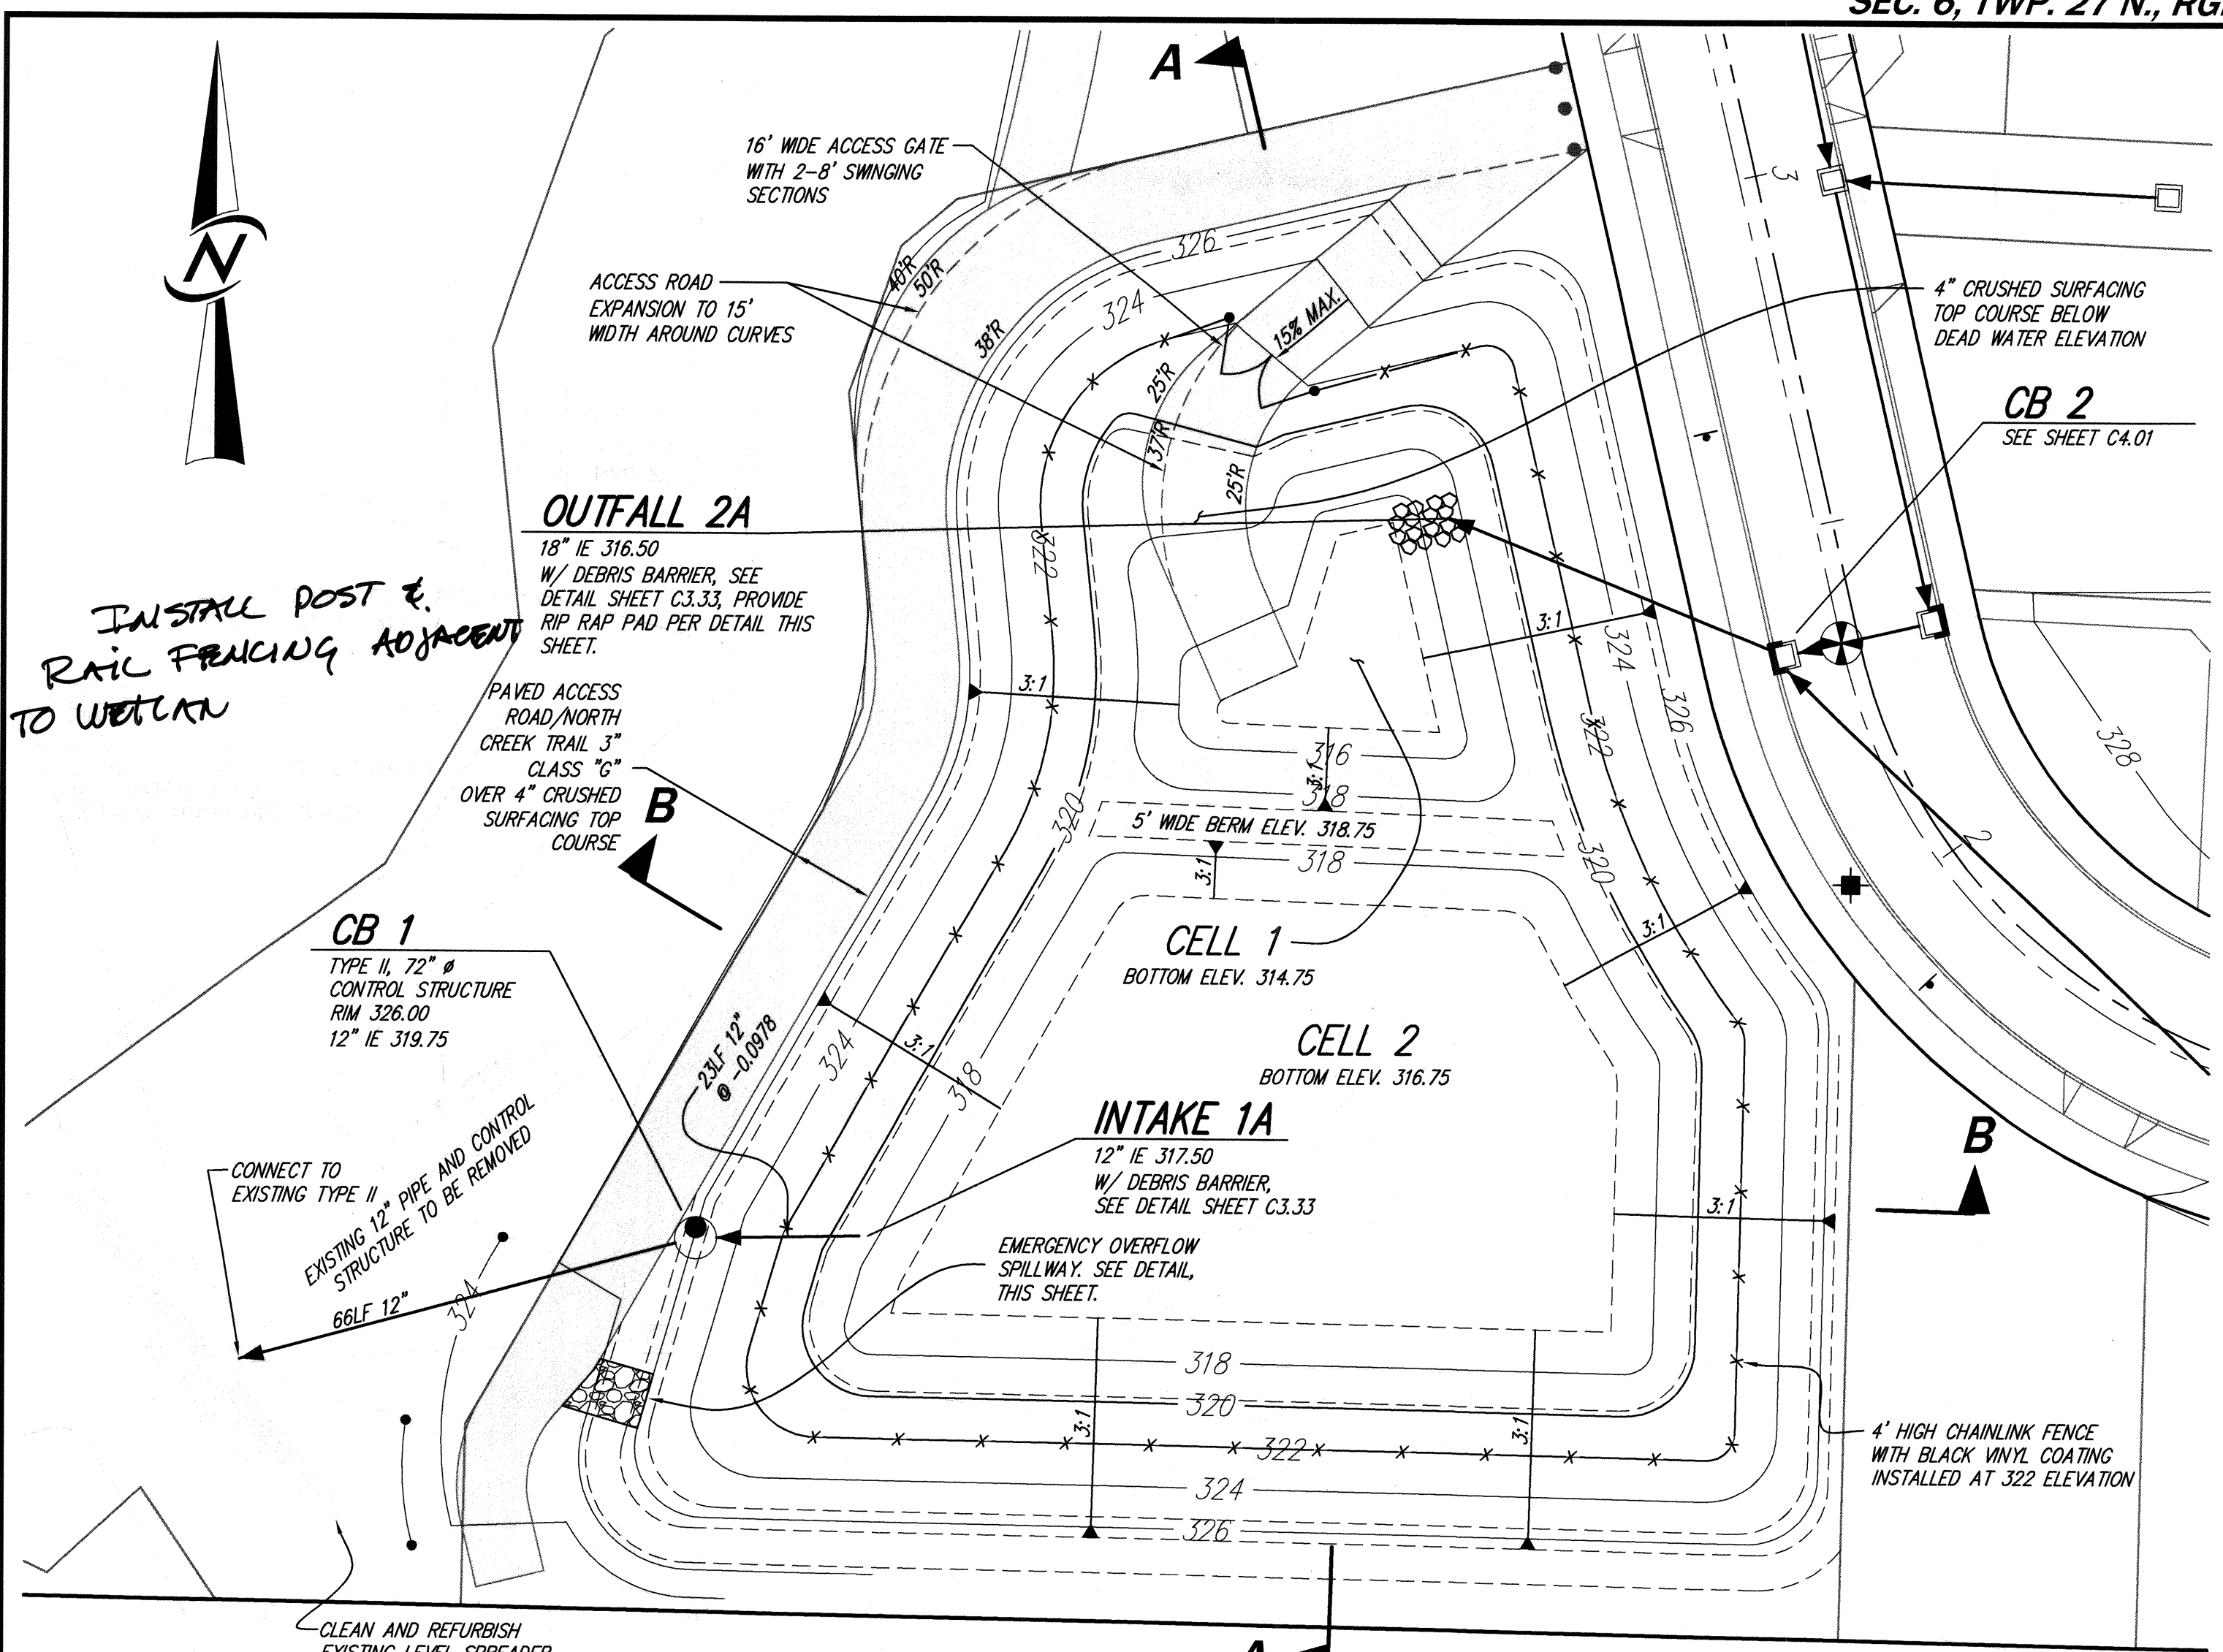 SEC. 6, TWP. 27 N., RG
A
16' WIDE ACCESS GATE
WITH 2-8' SWINGING
SECTIONS
N
3
326
40'R
50'R
ACCESS ROAD
EXPANSION TO 15'
WIDTH AROUND CURVES
324
38'R
15% MAX.
4" CRUSHED SURFACING
TOP COURSE BELOW
DEAD WATER ELEVATION
25'R
37'R
25'R
CB 2
SEE SHEET C4.01
OUTFALL 2A
18" IE 316.50
W/ DEBRIS BARRIER, SEE
DETAIL SHEET C3.33, PROVIDE
RIP RAP PAD PER DETAIL THIS
SHEET.
322
INSTALL POST &
RAIL FENCING ADJACENT
TO WETLAN
3:1
324
3:1
326
322
328
PAVED ACCESS
ROAD/NORTH
CREEK TRAIL 3"
CLASS "G"
OVER 4" CRUSHED
SURFACING TOP
COURSE
B
316
3:1
318
320
5' WIDE BERM ELEV. 318.75
318
3:1
320
2
CB 1
TYPE II, 72" ø
CONTROL STRUCTURE
RIM 326.00
12" IE 319.75
CELL 1
BOTTOM ELEV. 314.75
3:1
23LF 12"
@ -0.0978
324
3:1
318
CELL 2
BOTTOM ELEV. 316.75
INTAKE 1A
12" IE 317.50
W/ DEBRIS BARRIER,
SEE DETAIL SHEET C3.33
B
CONNECT TO
EXISTING TYPE II
EXISTING 12" PIPE AND CONTROL
STRUCTURE TO BE REMOVED
3:1
EMERGENCY OVERFLOW
SPILLWAY. SEE DETAIL,
THIS SHEET.
66LF 12"
324
318
320
3:1
3:1
322
4' HIGH CHAINLINK FENCE
WITH BLACK VINYL COATING
INSTALLED AT 322 ELEVATION
324
326
CLEAN AND REFURBISH
EXISTING LEVEL SPREADER
A